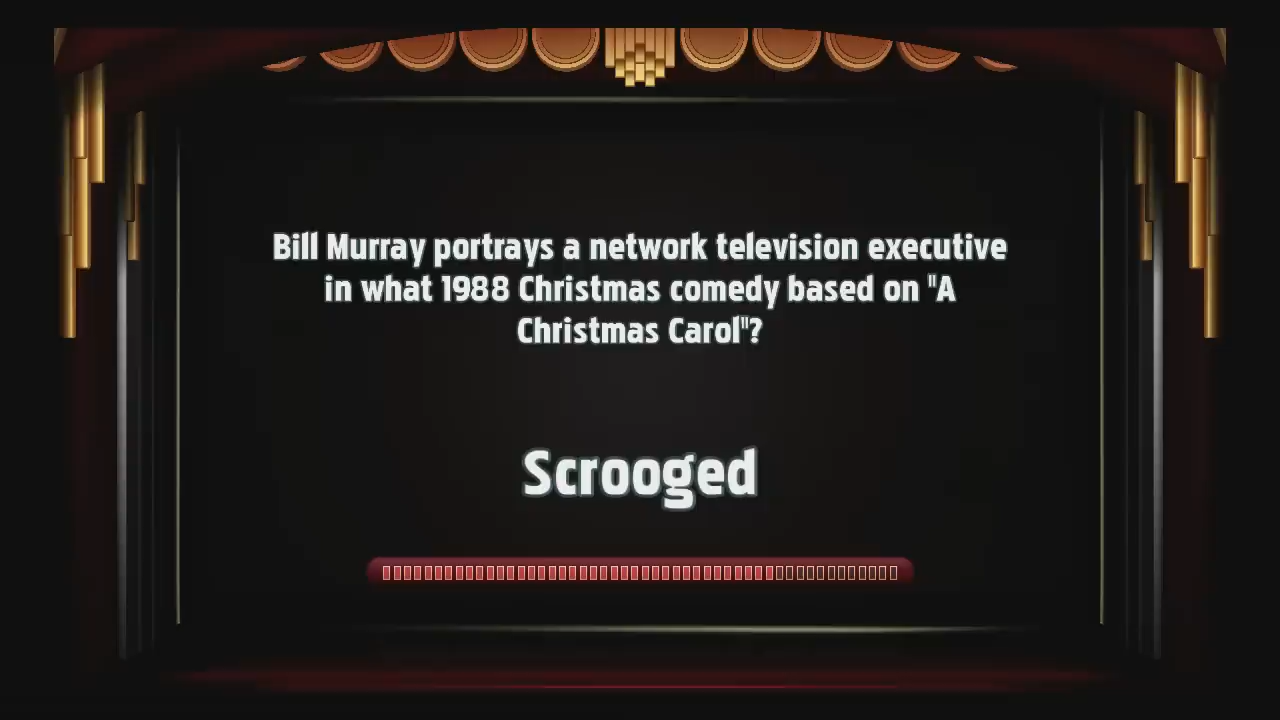 Bill Murray portrays a network television executive
in what 1988 Christmas comedy based on "A
Christmas Carol"?
Scrooged